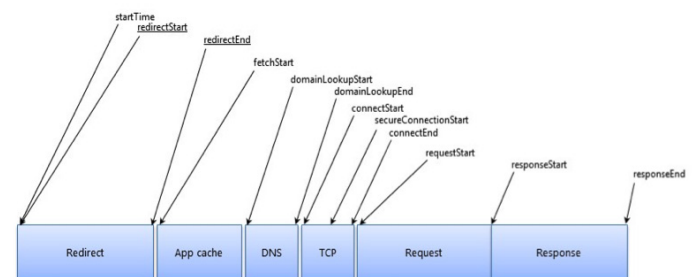 startTime
redirectStart
redirectEnd
fetchStart
domainLookupStart
domainLookupEnd
connectStart
secureConnectionStart
connectEnd
requestStart
responseStart
responseEnd
Redirect
App cache
DNS
TCP
Request
Response